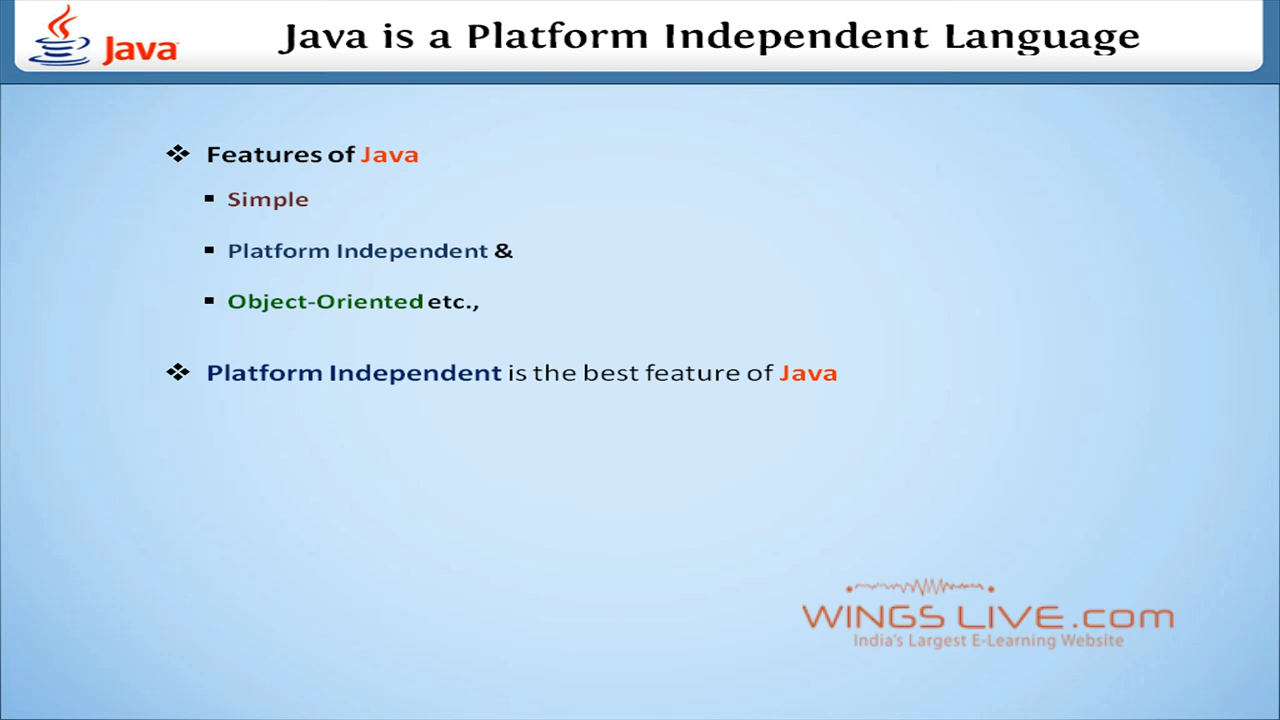 Java™
Java is a Platform Independent Language
Features of Java
Simple
Platform Independent &
Object-Oriented etc.,
Platform Independent is the best feature of Java
WINGS LIVE.com
India's Largest E-Learning Website